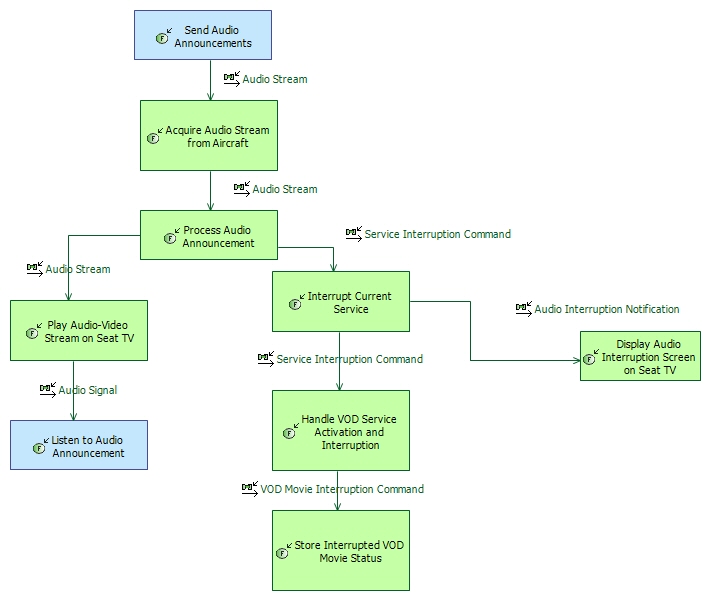 Send Audio
Announcements
Audio Stream
Acquire Audio Stream
from Aircraft
Audio Stream
Process Audio
Announcement
Service Interruption Command
Audio Stream
Interrupt Current
Service
Audio Interruption Notification
Play Audio-Video
Stream on Seat TV
Display Audio
Interruption Screen
on Seat TV
Service Interruption Command
Audio Signal
Handle VOD Service
Activation and
Interruption
Listen to Audio
Announcement
VOD Movie Interruption Command
Store Interrupted VOD
Movie Status